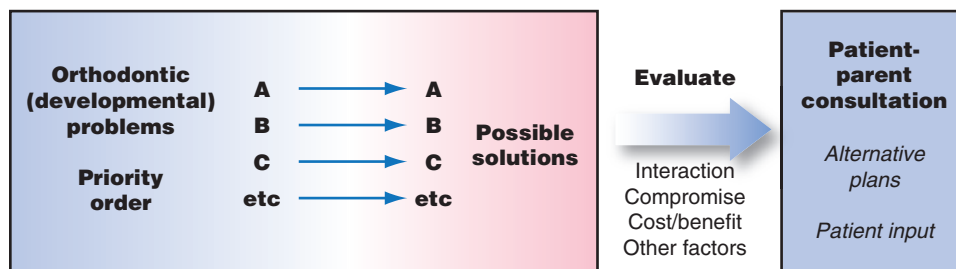 Orthodontic
(developmental)
problems
Priority
order
A
B
C
etc
A
B
C
etc
Possible
solutions
Evaluate
Interaction
Compromise
Cost/benefit
Other factors
Patient-
parent
consultation
Alternative
plans
Patient input